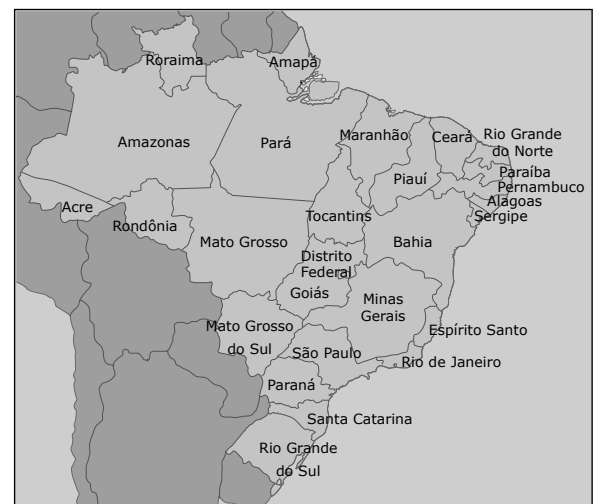 Roraima
Amapá
Amazonas
Pará
Maranhão
Ceará
Rio Grande
do Norte
Paraíba
Piauí
Pernambuco
Alagoas
Acre
Rondônia
Tocantins
Sergipe
Mato Grosso
Bahia
Distrito
Federal
Goiás
Minas
Gerais
Mato Grosso
do Sul
Espírito Santo
São Paulo
Rio de Janeiro
Paraná
Santa Catarina
Rio Grande
do Sul